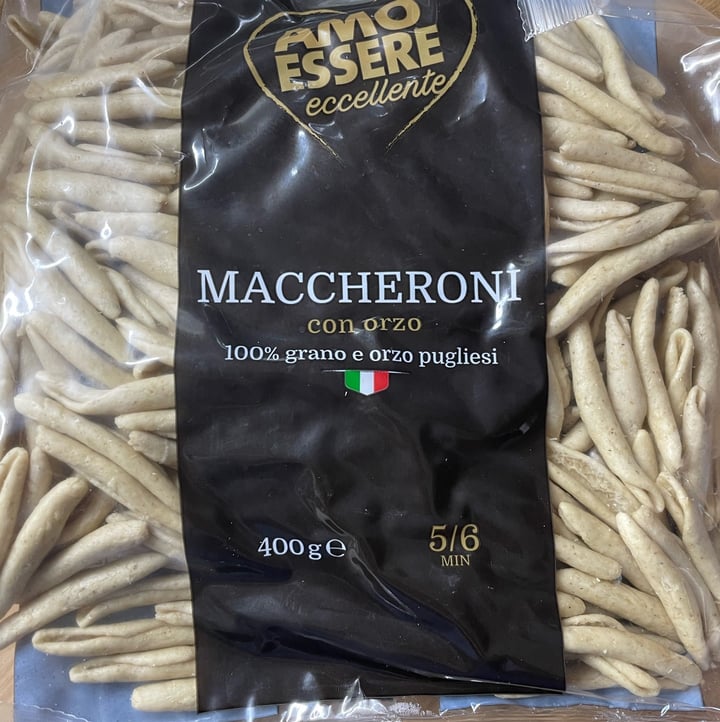 AMO
ESSERE
eccellente
MACCHERONI
con orzo
100% grano e orzo pugliesi
400 g ℮
5/6
MIN